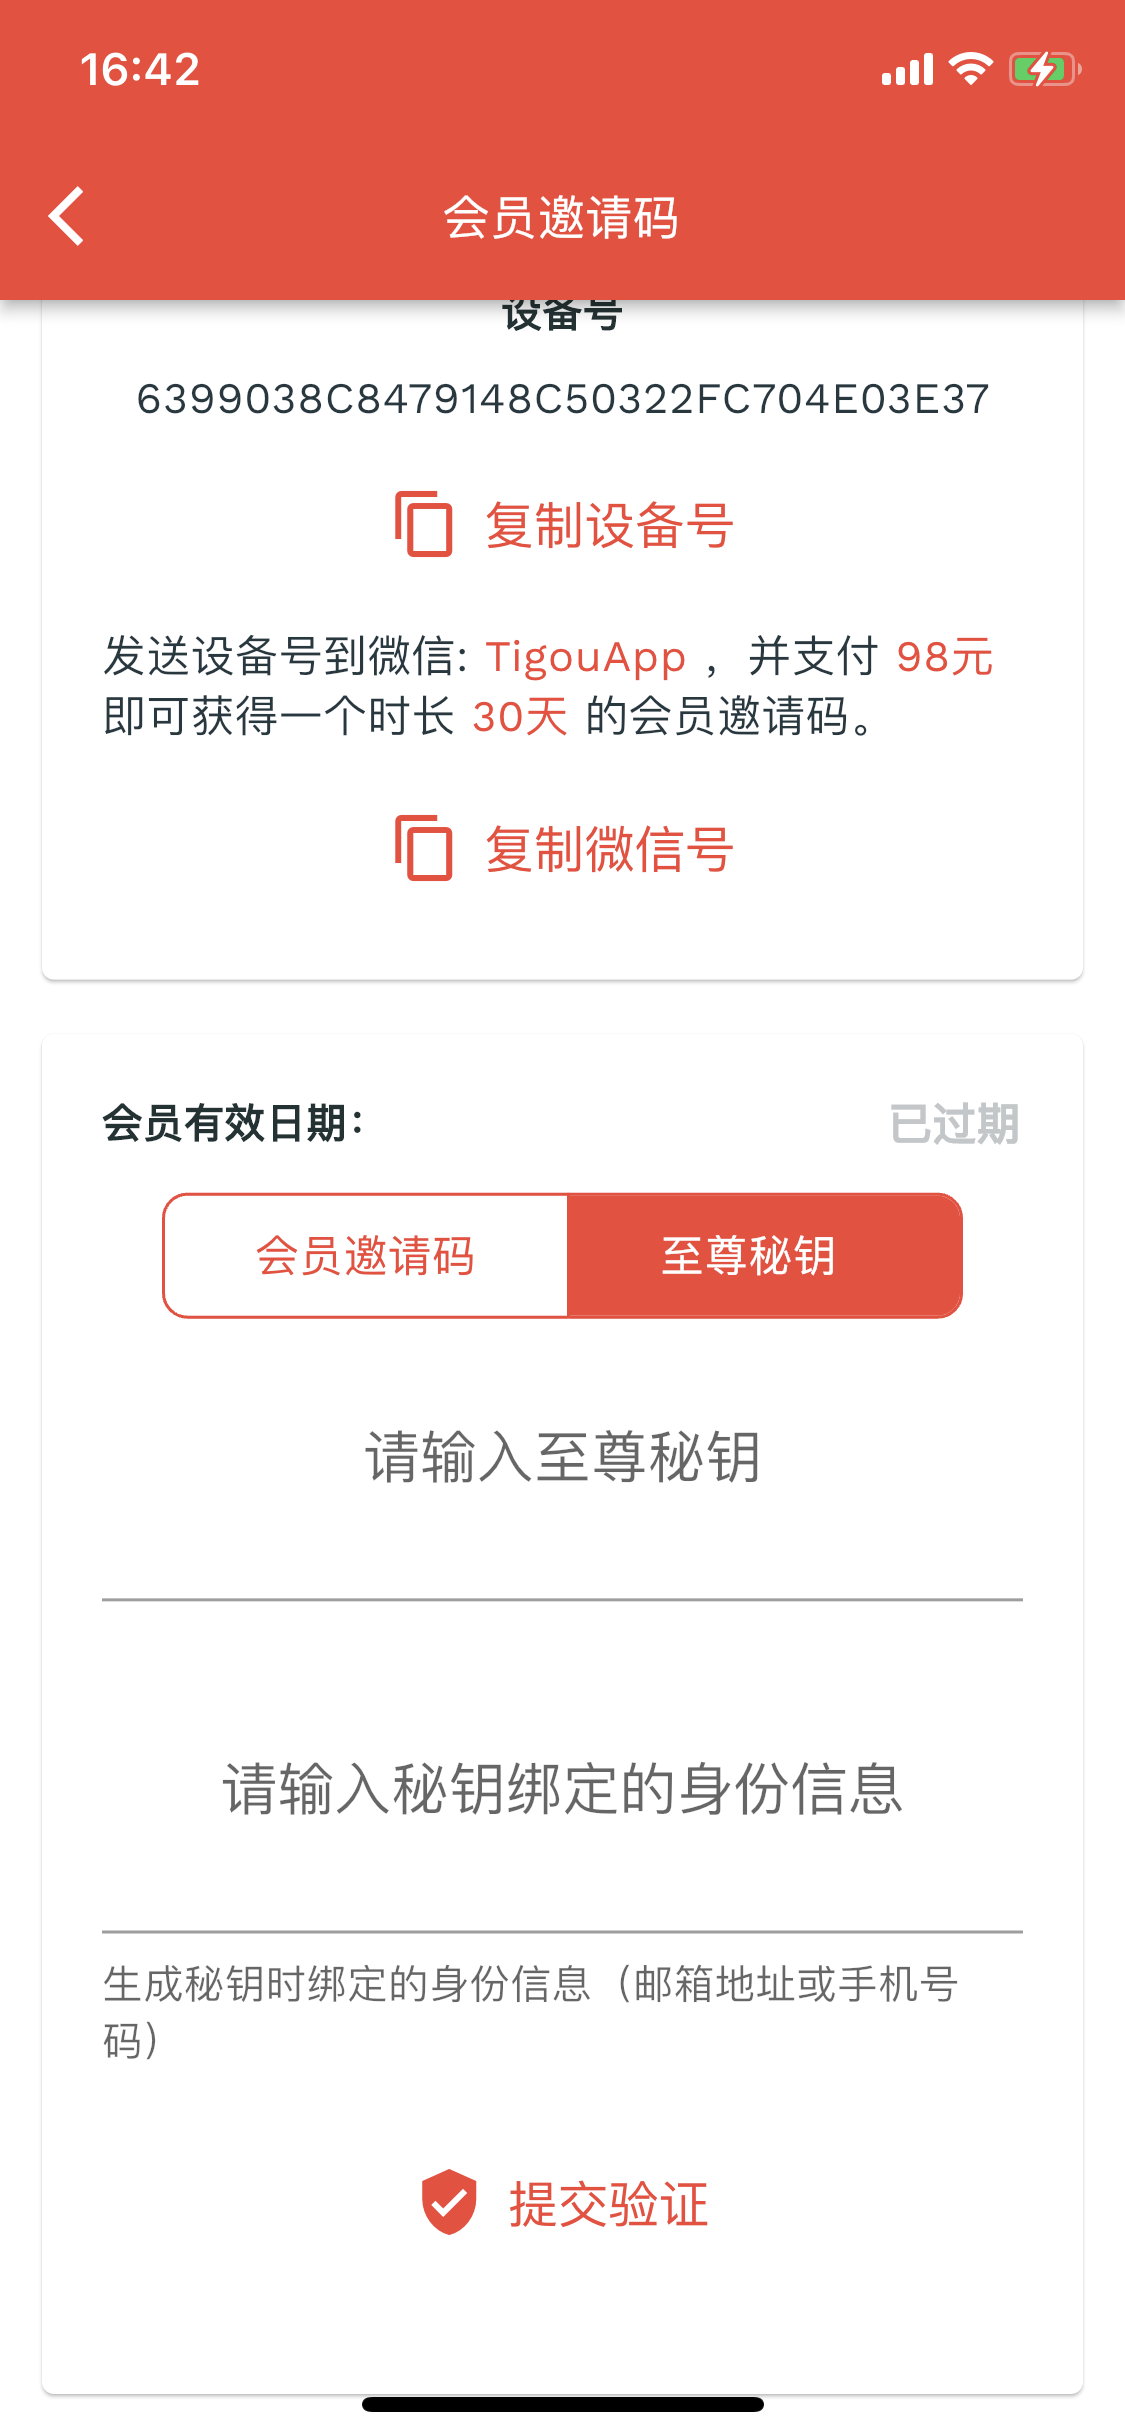 16:42
会员邀请码
设备号
6399038C8479148C50322FC704E03E37
复制设备号
发送设备号到微信: TigouApp ，并支付 98元
即可获得一个时长 30天 的会员邀请码。
复制微信号
会员有效日期：
已过期
会员邀请码
至尊秘钥
请输入至尊秘钥
请输入秘钥绑定的身份信息
生成秘钥时绑定的身份信息（邮箱地址或手机号
码）
提交验证